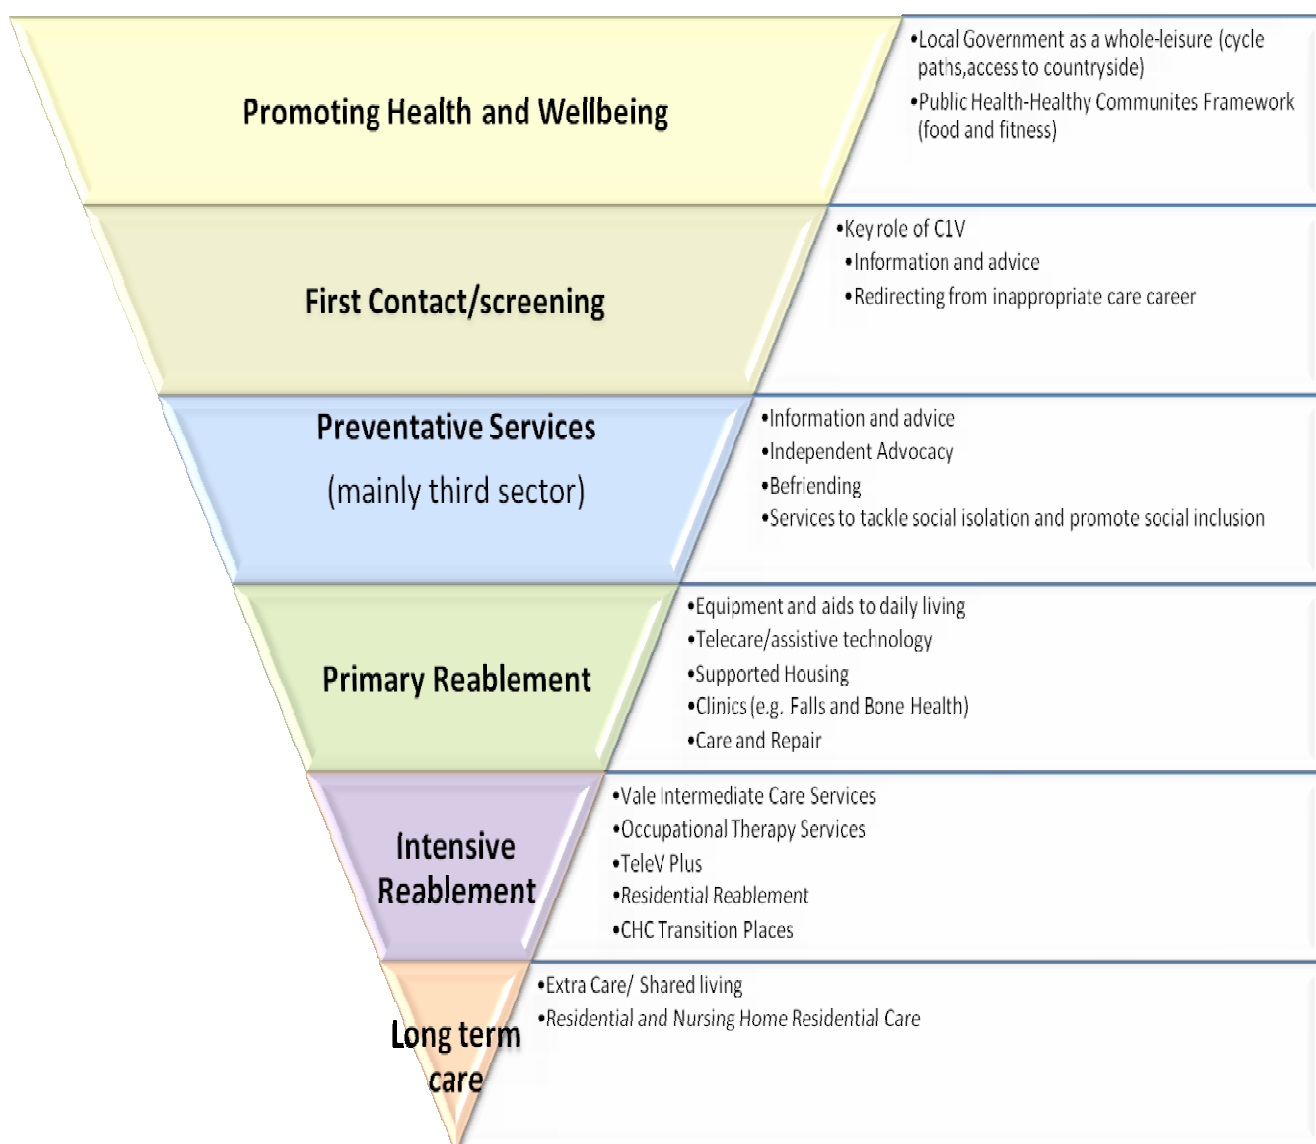 Promoting Health and Wellbeing
•Local Government as a whole-leisure (cycle
paths,access to countryside)
•Public Health-Healthy Communites Framework
(food and fitness)
First Contact/screening
•Key role of C1V
•Information and advice
•Redirecting from inappropriate care career
Preventative Services
(mainly third sector)
•Information and advice
•Independent Advocacy
•Befriending
•Services to tackle social isolation and promote social inclusion
Primary Reablement
•Equipment and aids to daily living
•Telecare/assistive technology
•Supported Housing
•Clinics (e.g. Falls and Bone Health)
•Care and Repair
Intensive
Reablement
•Vale Intermediate Care Services
•Occupational Therapy Services
•TeleV Plus
•Residential Reablement
•CHC Transition Places
Long term
care
•Extra Care/ Shared living
•Residential and Nursing Home Residential Care